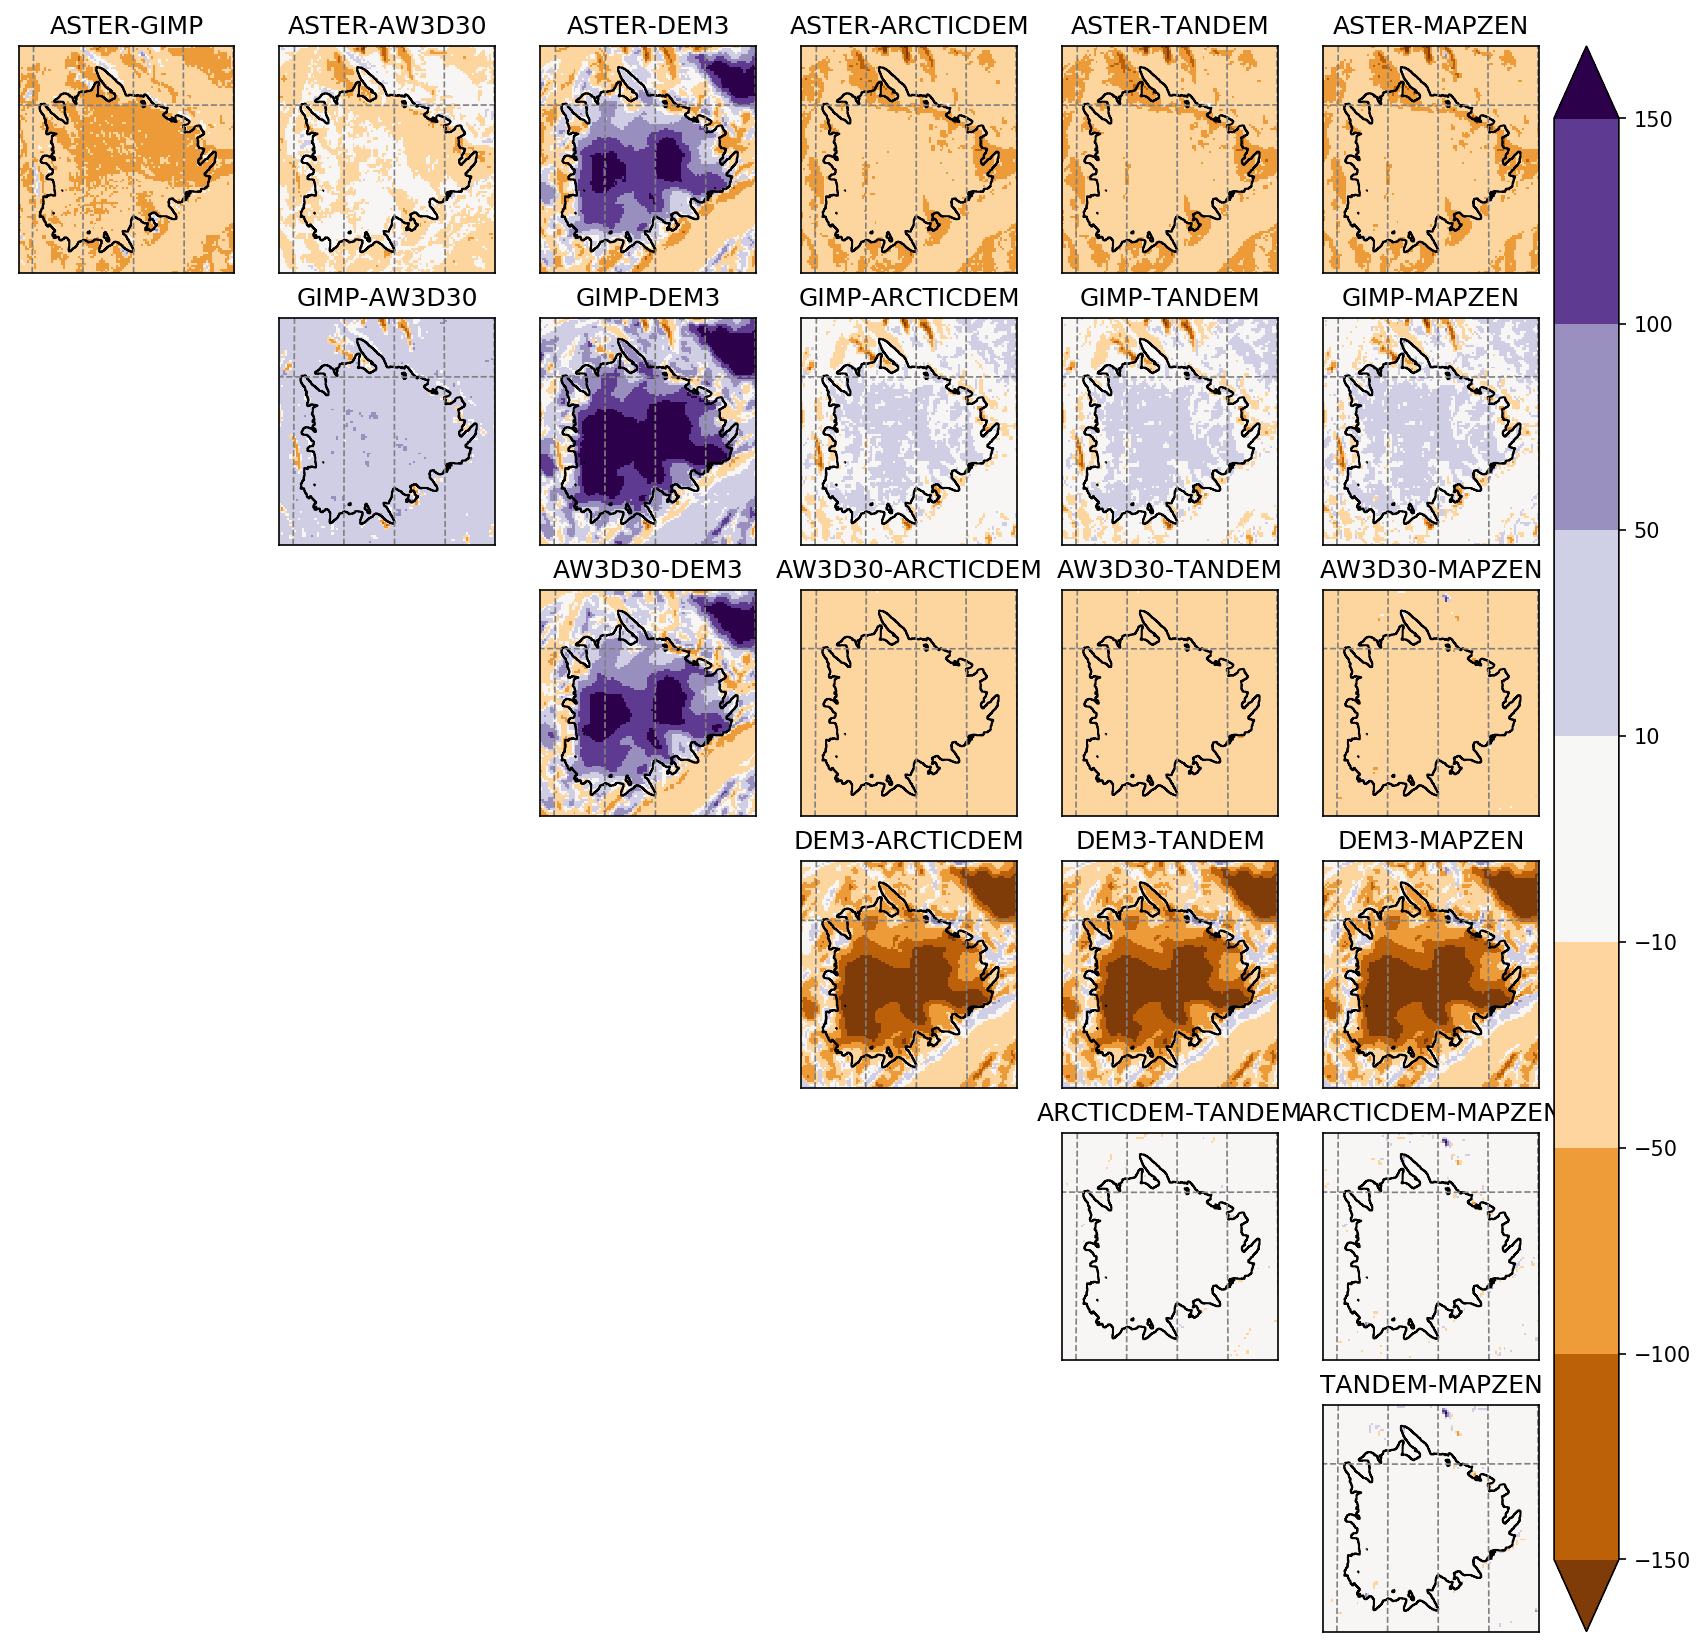 ASTER-GIMP
ASTER-AW3D30
ASTER-DEM3
ASTER-ARCTICDEM
ASTER-TANDEM
ASTER-MAPZEN
GIMP-AW3D30
GIMP-DEM3
GIMP-ARCTICDEM
GIMP-TANDEM
GIMP-MAPZEN
AW3D30-DEM3
AW3D30-ARCTICDEM
AW3D30-TANDEM
AW3D30-MAPZEN
DEM3-ARCTICDEM
DEM3-TANDEM
DEM3-MAPZEN
ARCTICDEM-TANDEM
ARCTICDEM-MAPZEN
TANDEM-MAPZEN
150
100
50
10
−10
−50
−100
−150